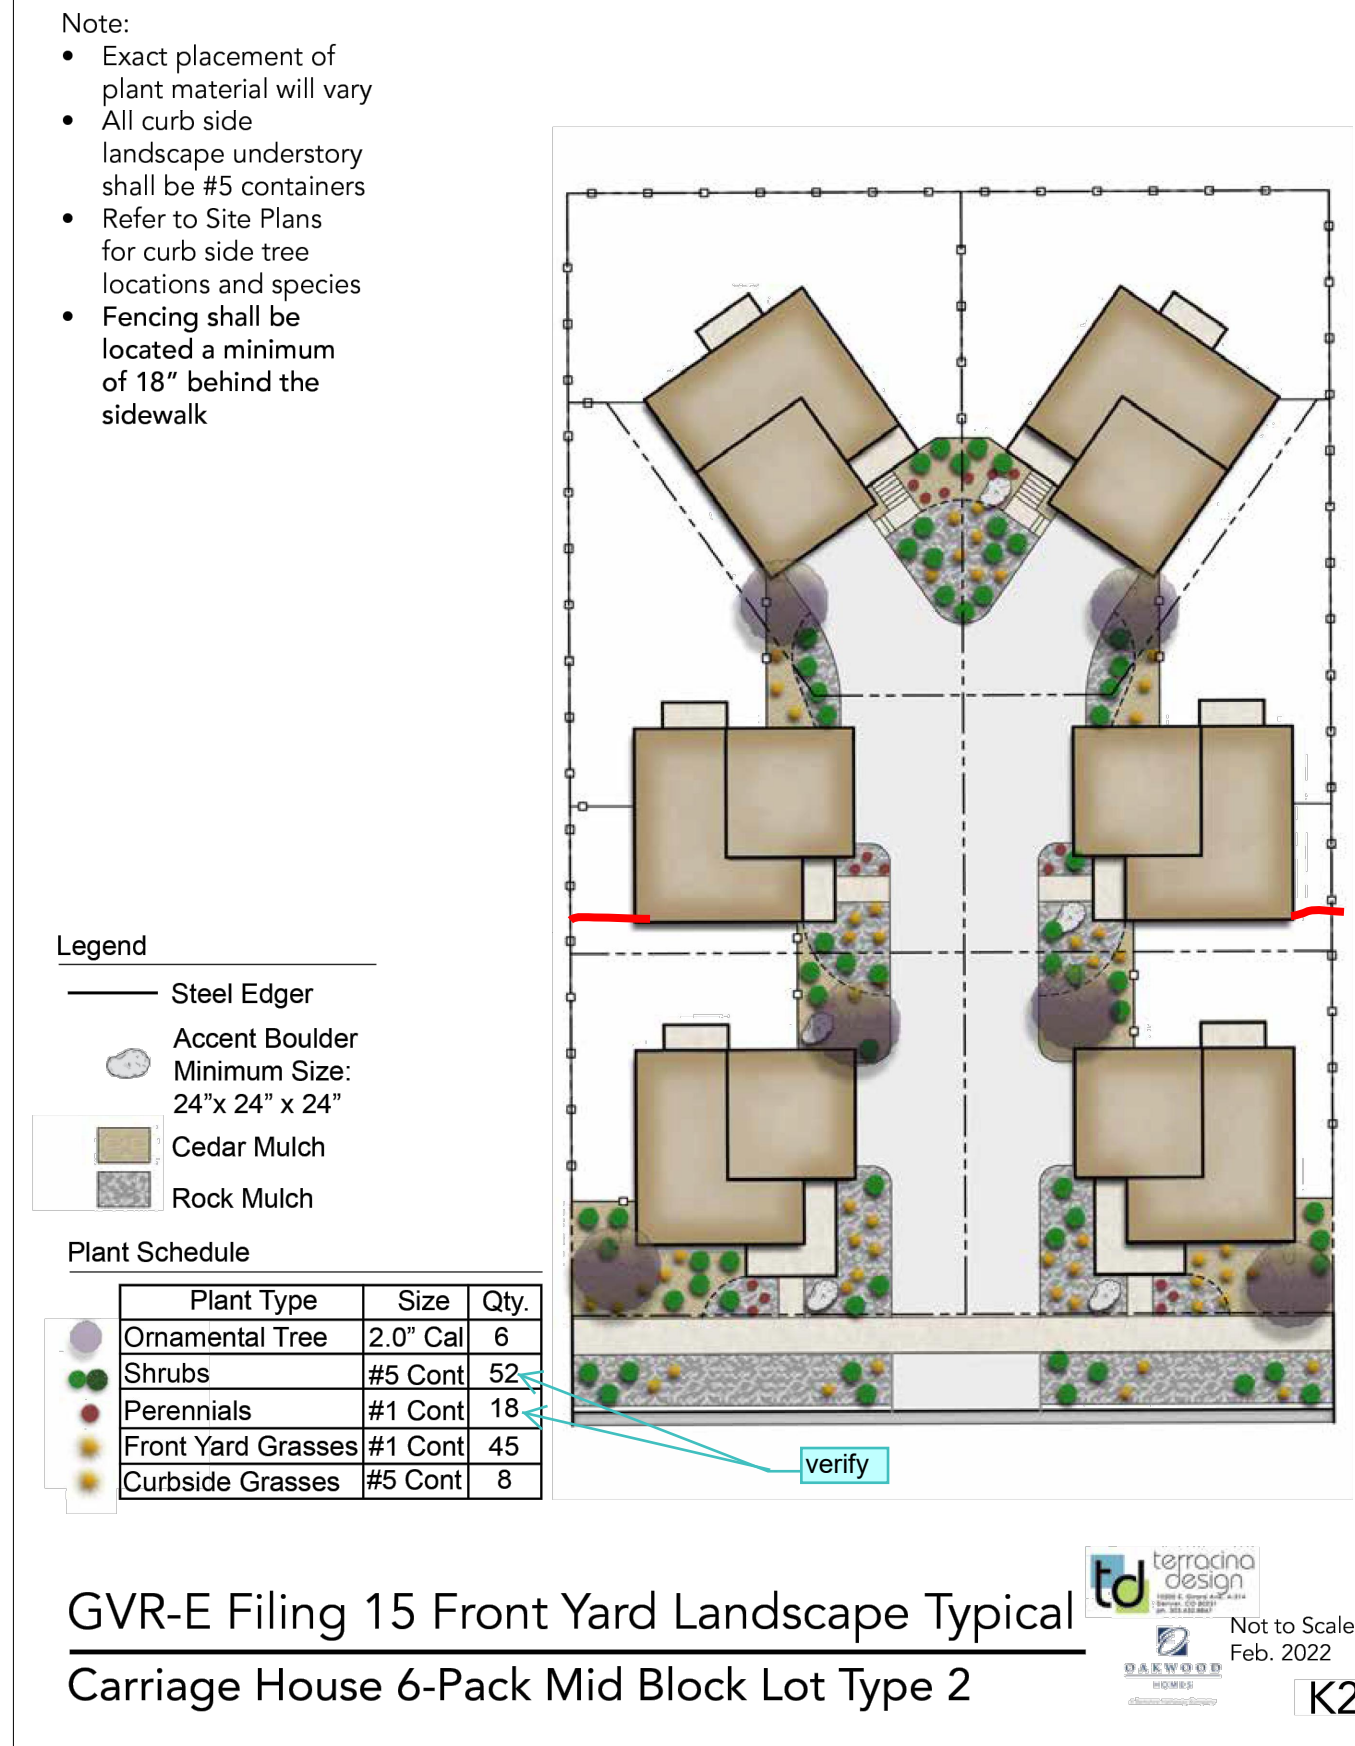 Note:
• Exact placement of
plant material will vary
• All curb side
landscape understory
shall be #5 containers
• Refer to Site Plans
for curb side tree
locations and species
• Fencing shall be
located a minimum
of 18” behind the
sidewalk
Legend
Steel Edger
Accent Boulder
Minimum Size:
24”x 24” x 24”
Cedar Mulch
Rock Mulch
Plant Schedule
Plant Type Size Qty.
Ornamental Tree 2.0” Cal 6
Shrubs #5 Cont 52
Perennials #1 Cont 18
Front Yard Grasses #1 Cont 45
Curbside Grasses #5 Cont 8
verify
GVR-E Filing 15 Front Yard Landscape Typical
Carriage House 6-Pack Mid Block Lot Type 2
td terracina
design
OAKWOOD
HOMES
Not to Scale
Feb. 2022
K2